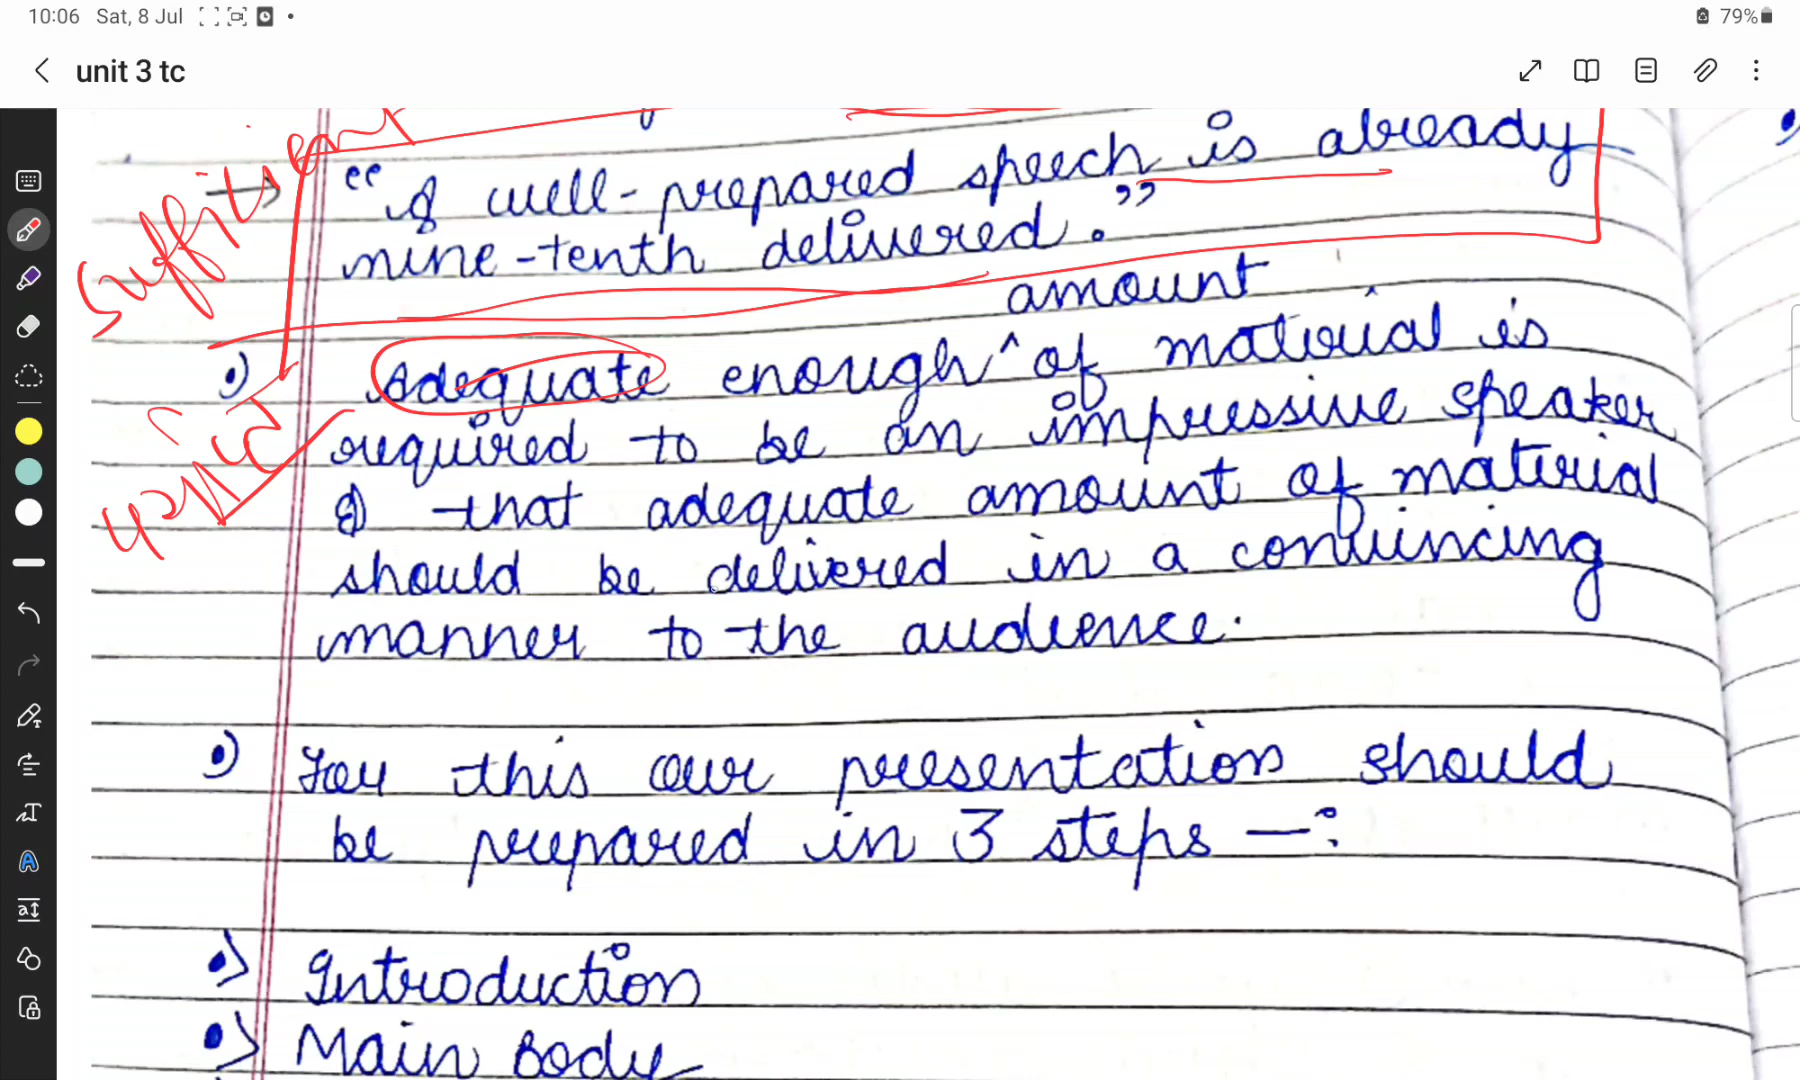 10:06 Sat, 8 Jul
79%
unit 3 tc
sufficient
→ "A well-prepared speech is already
nine-tenth delivered."
amount
Adequate enough ^ of material is
required to be an impressive speaker
& that adequate amount of material
should be delivered in a convincing
manner to the audience.
पर्याप्त
For this our presentation should
be prepared in 3 steps —:
Introduction
Main Body